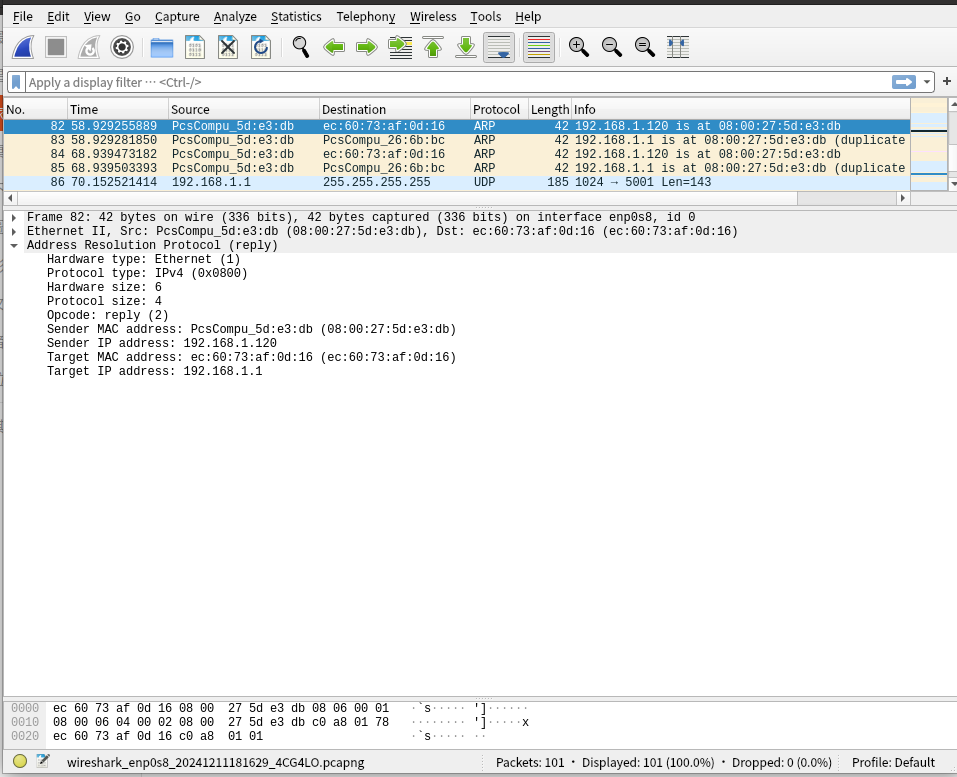 File Edit View Go Capture Analyze Statistics Telephony Wireless Tools Help
Apply a display filter ··· <Ctrl-/>
No. Time Source Destination Protocol Length Info
82 58.929255889 PcsCompu_5d:e3:db ec:60:73:af:0d:16 ARP 42 192.168.1.120 is at 08:00:27:5d:e3:db
83 58.929281850 PcsCompu_5d:e3:db PcsCompu_26:6b:bc ARP 42 192.168.1.1 is at 08:00:27:5d:e3:db (duplicate
84 68.939473182 PcsCompu_5d:e3:db ec:60:73:af:0d:16 ARP 42 192.168.1.120 is at 08:00:27:5d:e3:db
85 68.939503393 PcsCompu_5d:e3:db PcsCompu_26:6b:bc ARP 42 192.168.1.1 is at 08:00:27:5d:e3:db (duplicate
86 70.152521414 192.168.1.1 255.255.255.255 UDP 185 1024 → 5001 Len=143
Frame 82: 42 bytes on wire (336 bits), 42 bytes captured (336 bits) on interface enp0s8, id 0
Ethernet II, Src: PcsCompu_5d:e3:db (08:00:27:5d:e3:db), Dst: ec:60:73:af:0d:16 (ec:60:73:af:0d:16)
Address Resolution Protocol (reply)
Hardware type: Ethernet (1)
Protocol type: IPv4 (0x0800)
Hardware size: 6
Protocol size: 4
Opcode: reply (2)
Sender MAC address: PcsCompu_5d:e3:db (08:00:27:5d:e3:db)
Sender IP address: 192.168.1.120
Target MAC address: ec:60:73:af:0d:16 (ec:60:73:af:0d:16)
Target IP address: 192.168.1.1
0000 ec 60 73 af 0d 16 08 00 27 5d e3 db 08 06 00 01 ·`s····· ']······
0010 08 00 06 04 00 02 08 00 27 5d e3 db c0 a8 01 78 ········ ']·····x
0020 ec 60 73 af 0d 16 c0 a8 01 01 ·`s····· ··
wireshark_enp0s8_20241211181629_4CG4LO.pcapng Packets: 101 · Displayed: 101 (100.0%) · Dropped: 0 (0.0%) Profile: Default